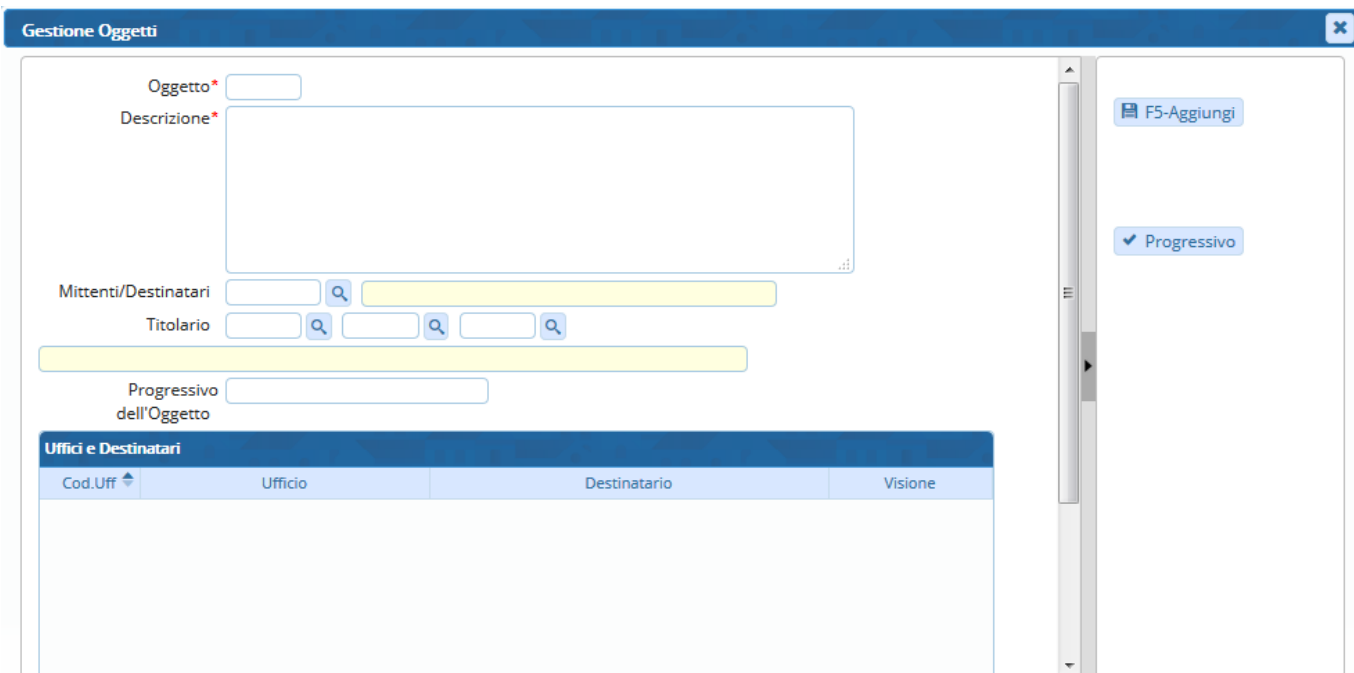 Gestione Oggetti
Oggetto*
Descrizione*
F5-Aggiungi
Progressivo
Mittenti/Destinatari
Titolario
Progressivo
dell'Oggetto
Uffici e Destinatari
Cod.Uff Ufficio Destinatario Visione